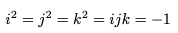 i² = j² = k² = ijk = −1